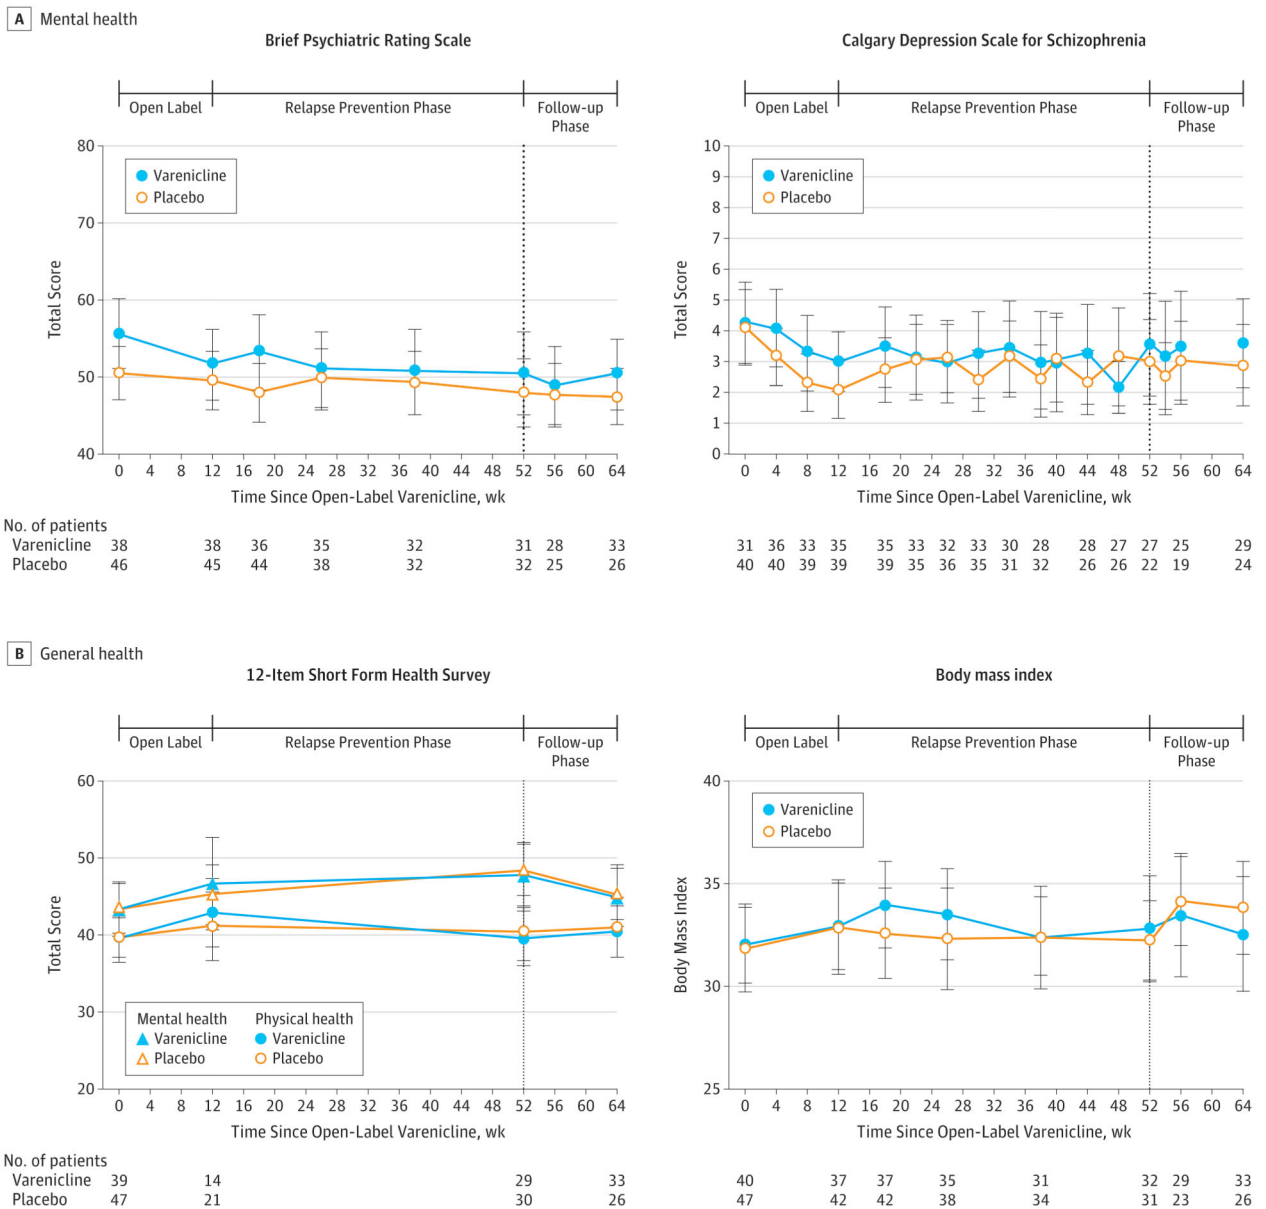 A Mental health
Brief Psychiatric Rating Scale
Open Label Relapse Prevention Phase Follow-up
Phase
80
70
60
50
40
Total Score
Varenicline
Placebo
0 4 8 12 16 20 24 28 32 36 40 44 48 52 56 60 64
Time Since Open-Label Varenicline, wk
No. of patients
Varenicline 38 38 36 35 32 31 28 33
Placebo 46 45 44 38 32 32 25 26
Calgary Depression Scale for Schizophrenia
Open Label Relapse Prevention Phase Follow-up
Phase
10
9
8
7
6
5
4
3
2
1
0
Total Score
Varenicline
Placebo
0 4 8 12 16 20 24 28 32 36 40 44 48 52 56 60 64
Time Since Open-Label Varenicline, wk
31 36 33 35 35 33 32 33 30 28 28 27 27 25 29
40 40 39 39 39 35 36 35 31 32 26 26 22 19 24
B General health
12-Item Short Form Health Survey
Open Label Relapse Prevention Phase Follow-up
Phase
60
50
40
30
20
Total Score
Mental health Physical health
Varenicline Varenicline
Placebo Placebo
0 4 8 12 16 20 24 28 32 36 40 44 48 52 56 60 64
Time Since Open-Label Varenicline, wk
No. of patients
Varenicline 39 14 29 33
Placebo 47 21 30 26
Body mass index
Open Label Relapse Prevention Phase Follow-up
Phase
40
35
30
25
Body Mass Index
Varenicline
Placebo
0 4 8 12 16 20 24 28 32 36 40 44 48 52 56 60 64
Time Since Open-Label Varenicline, wk
40 37 37 35 31 32 29 33
47 42 42 38 34 31 23 26